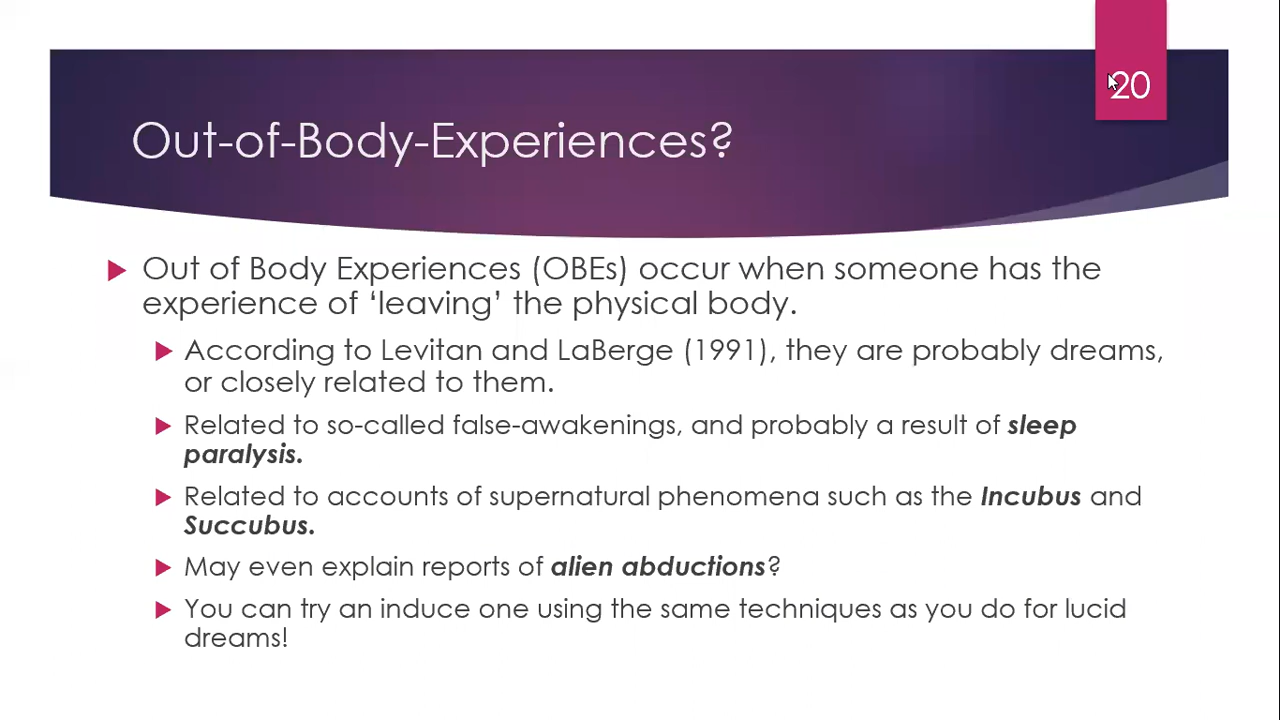 20
Out-of-Body-Experiences?
Out of Body Experiences (OBEs) occur when someone has the
experience of ‘leaving’ the physical body.
According to Levitan and LaBerge (1991), they are probably dreams,
or closely related to them.
Related to so-called false-awakenings, and probably a result of sleep
paralysis.
Related to accounts of supernatural phenomena such as the Incubus and
Succubus.
May even explain reports of alien abductions?
You can try an induce one using the same techniques as you do for lucid
dreams!